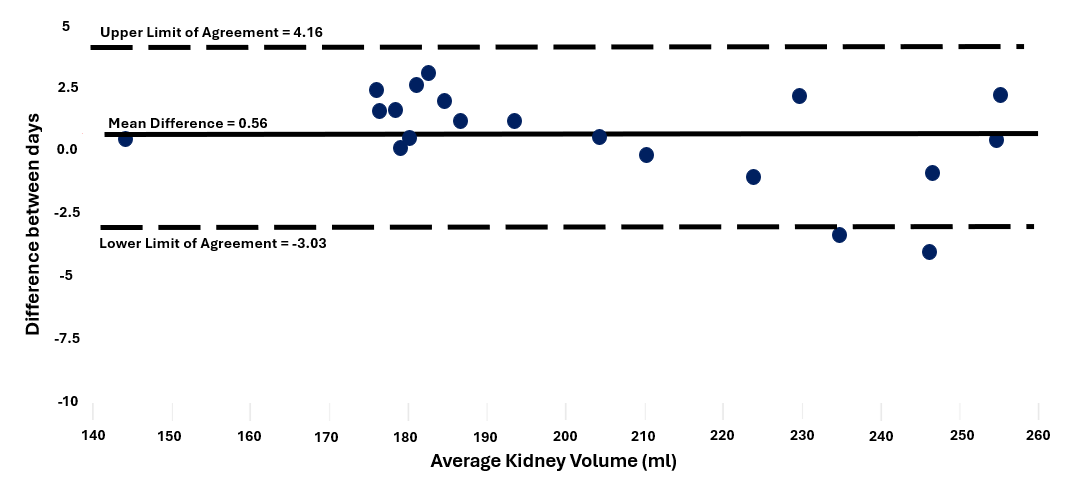 5
Upper Limit of Agreement = 4.16
2.5
Mean Difference = 0.56
0.0
-2.5
Lower Limit of Agreement = -3.03
-5
-7.5
-10
Difference between days
140 150 160 170 180 190 200 210 220 230 240 250 260
Average Kidney Volume (ml)